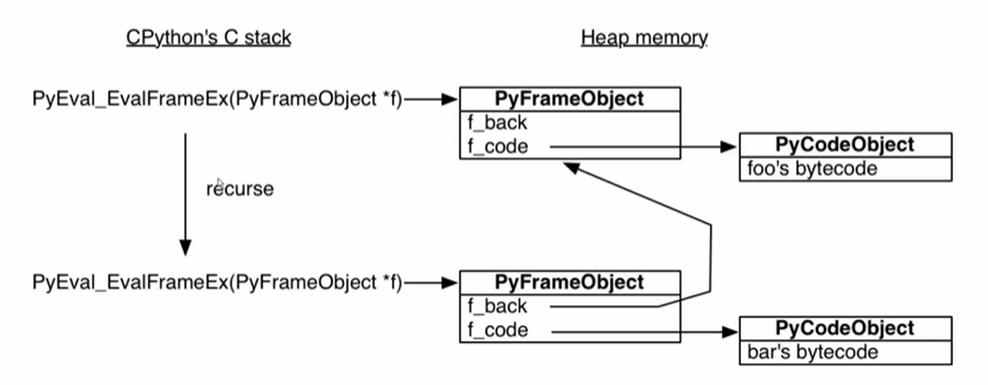 CPython's C stack
Heap memory
PyEval_EvalFrameEx(PyFrameObject *f)
PyFrameObject
f_back
f_code
PyCodeObject
foo's bytecode
recurse
PyEval_EvalFrameEx(PyFrameObject *f)
PyFrameObject
f_back
f_code
PyCodeObject
bar's bytecode